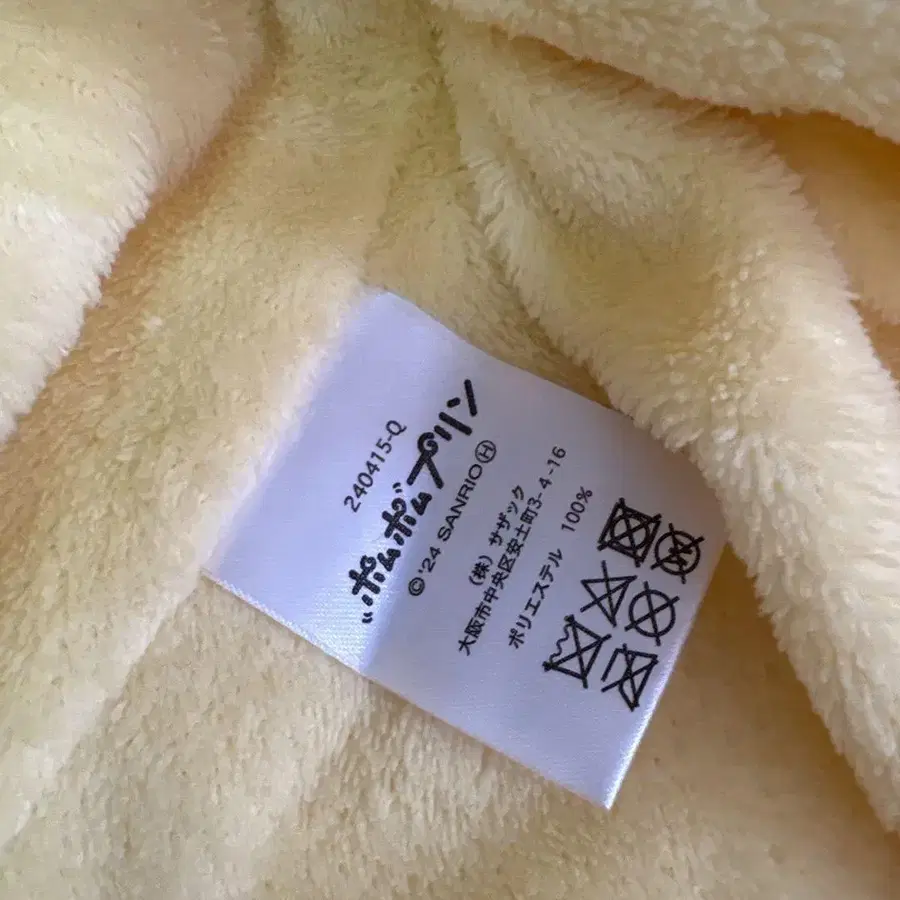 240415-Q
ポムポムプリン
©'24 SANRIO Ⓗ
(株) サザック
大阪市中央区安土町3-4-16
ポリエステル 100%